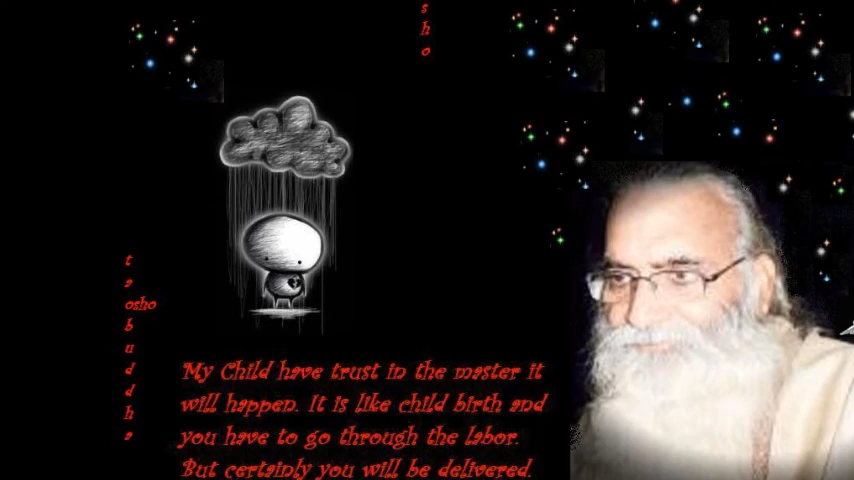 s
h
o
t
a
osho
b
u
d
d
h
a
My Child have trust in the master it
will happen. It is like child birth and
you have to go through the labor.
But certainly you will be delivered.